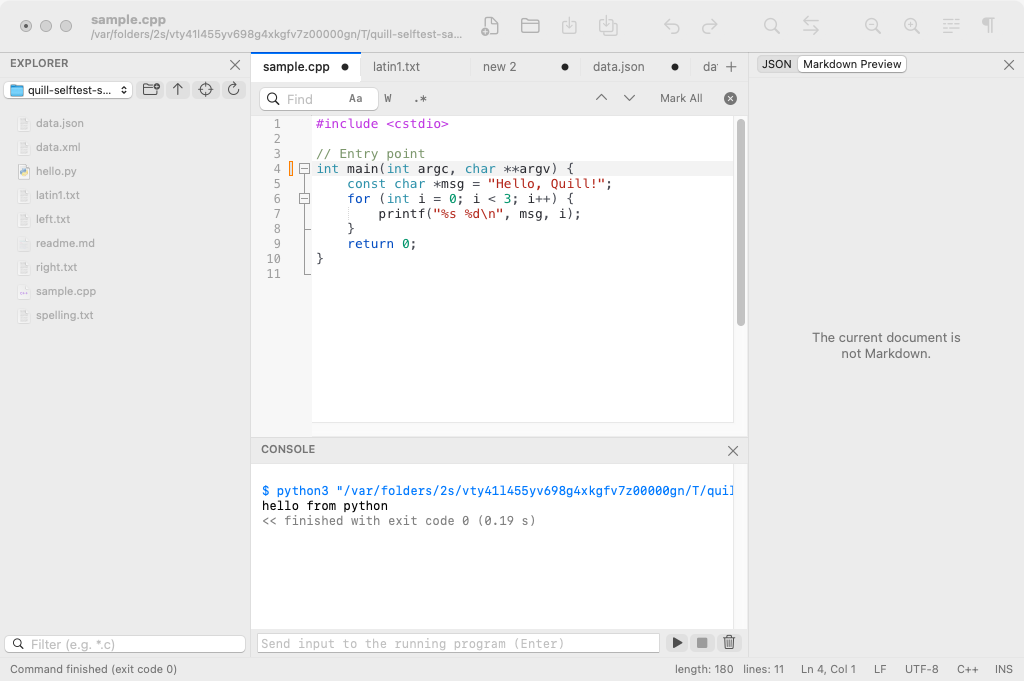 sample.cpp
/var/folders/2s/vty41l455yv698g4xkgfv7z00000gn/T/quill-selftest-sa...
EXPLORER
quill-selftest-s...
data.json
data.xml
hello.py
latin1.txt
left.txt
readme.md
right.txt
sample.cpp
spelling.txt
Filter (e.g. *.c)
sample.cpp
latin1.txt
new 2
data.json
da
Find
Aa
W
.*
Mark All
1 #include <cstdio>
2
3 // Entry point
4 int main(int argc, char **argv) {
5 const char *msg = "Hello, Quill!";
6 for (int i = 0; i < 3; i++) {
7 printf("%s %d\n", msg, i);
8 }
9 return 0;
10 }
11
CONSOLE
$ python3 "/var/folders/2s/vty41l455yv698g4xkgfv7z00000gn/T/quil
hello from python
<< finished with exit code 0 (0.19 s)
Send input to the running program (Enter)
JSON
Markdown Preview
The current document is
not Markdown.
Command finished (exit code 0)
length: 180 lines: 11 Ln 4, Col 1 LF UTF-8 C++ INS